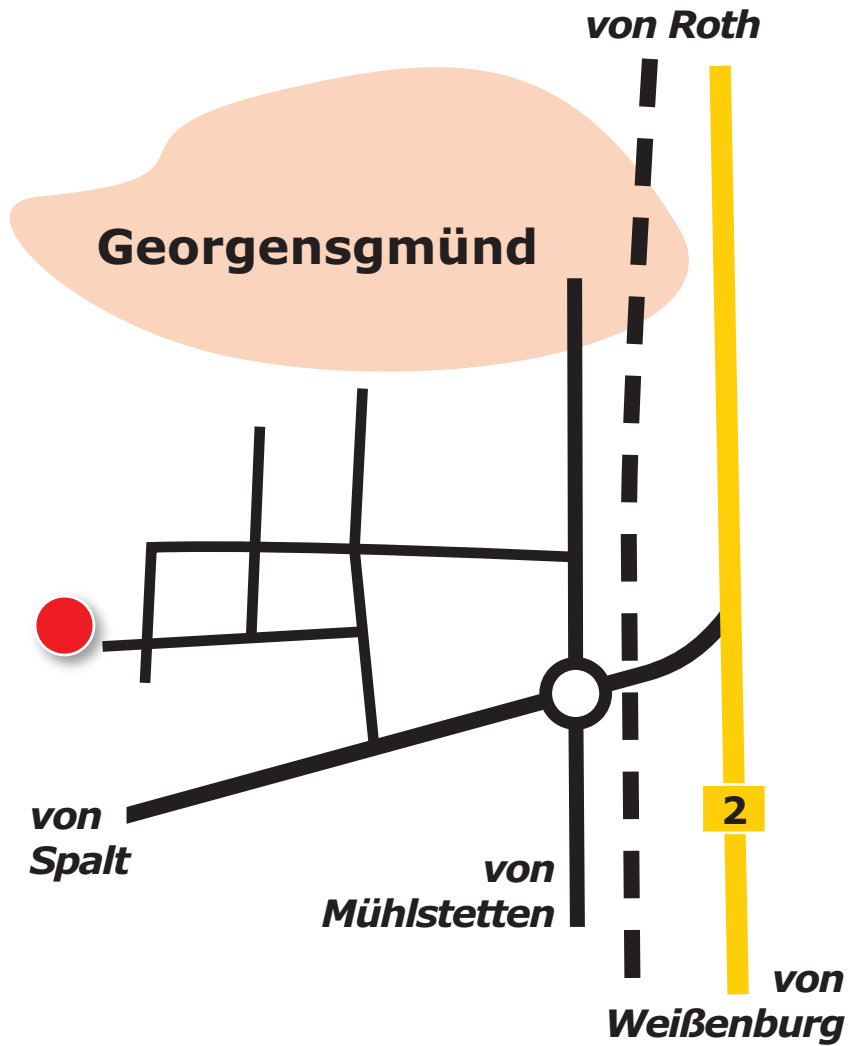 von Roth
Georgensgmünd
2
von
Spalt
von
Mühlstetten
von
Weißenburg